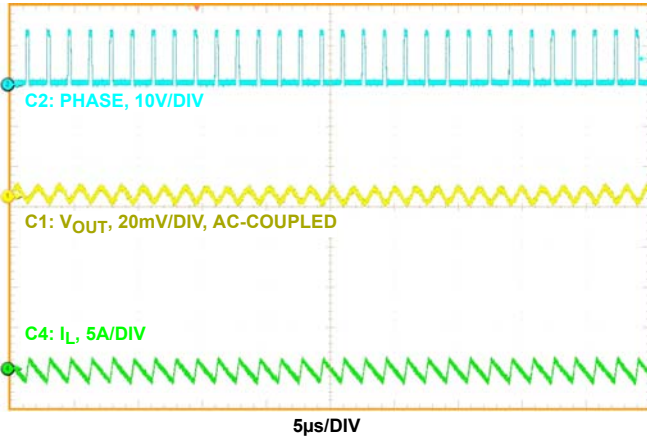 C2: PHASE, 10V/DIV
C1: VOUT, 20mV/DIV, AC-COUPLED
C4: IL, 5A/DIV
5µs/DIV